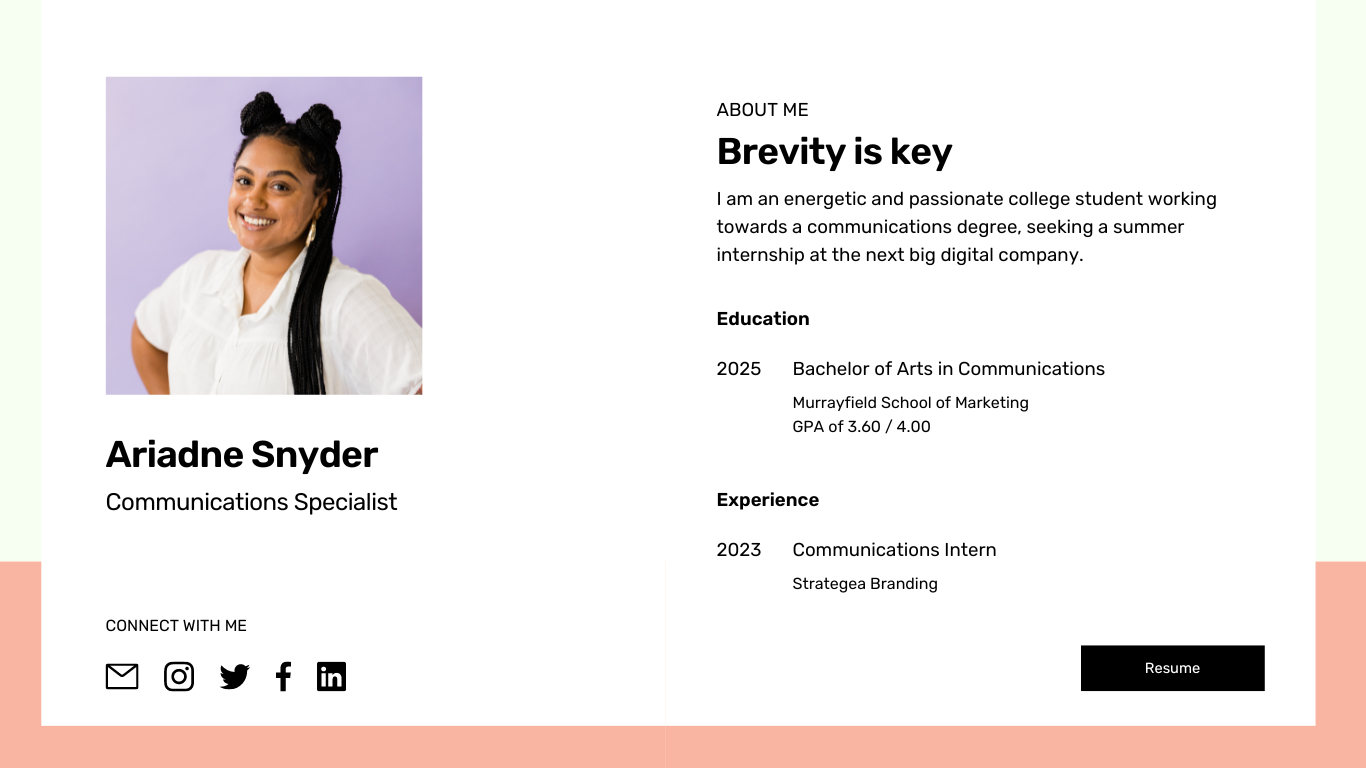 Ariadne Snyder
Communications Specialist
CONNECT WITH ME
ABOUT ME
Brevity is key
I am an energetic and passionate college student working
towards a communications degree, seeking a summer
internship at the next big digital company.
Education
2025 Bachelor of Arts in Communications
Murrayfield School of Marketing
GPA of 3.60 / 4.00
Experience
2023 Communications Intern
Strategea Branding
Resume